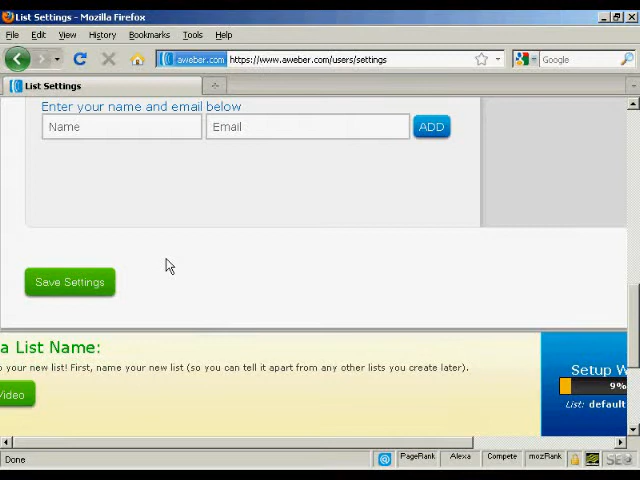 List Settings - Mozilla Firefox
File Edit View History Bookmarks Tools Help
aweber.com https://www.aweber.com/users/settings
Google
List Settings
Enter your name and email below
Name Email ADD
Save Settings
a List Name:
o your new list! First, name your new list (so you can tell it apart from any other lists you create later).
Video
Setup W
9%
List: default
Done
PageRank Alexa Compete mozRank